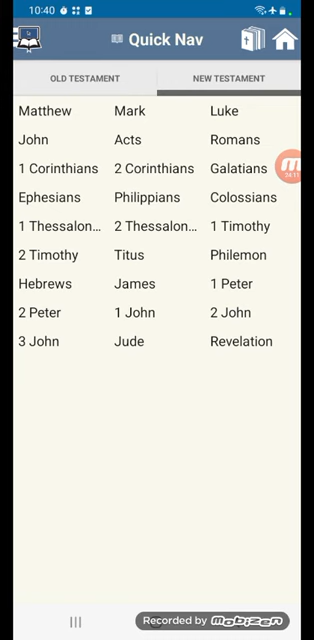 10:40
Quick Nav
OLD TESTAMENT NEW TESTAMENT
Matthew Mark Luke
John Acts Romans
1 Corinthians 2 Corinthians Galatians
Ephesians Philippians Colossians
1 Thessalon... 2 Thessalon... 1 Timothy
2 Timothy Titus Philemon
Hebrews James 1 Peter
2 Peter 1 John 2 John
3 John Jude Revelation
Recorded by mobizen